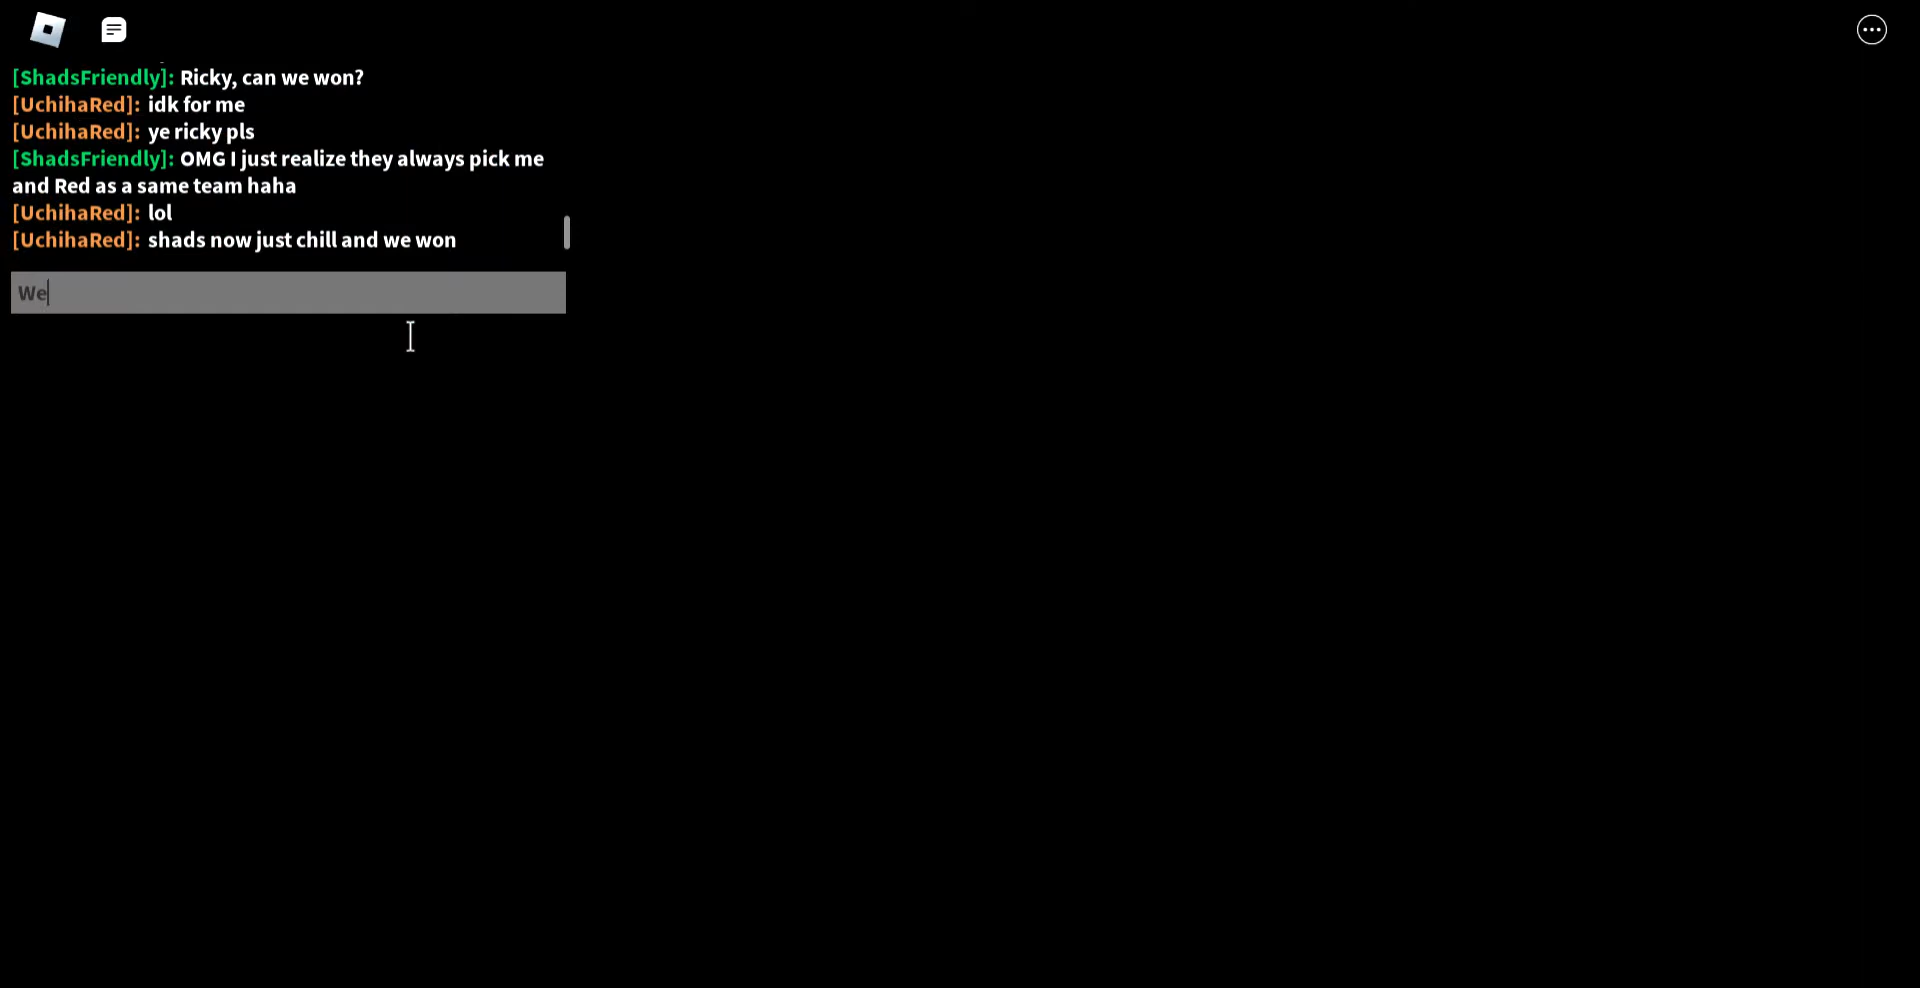 [ShadsFriendly]: Ricky, can we won?
[UchihaRed]: idk for me
[UchihaRed]: ye ricky pls
[ShadsFriendly]: OMG I just realize they always pick me
and Red as a same team haha
[UchihaRed]: lol
[UchihaRed]: shads now just chill and we won
We